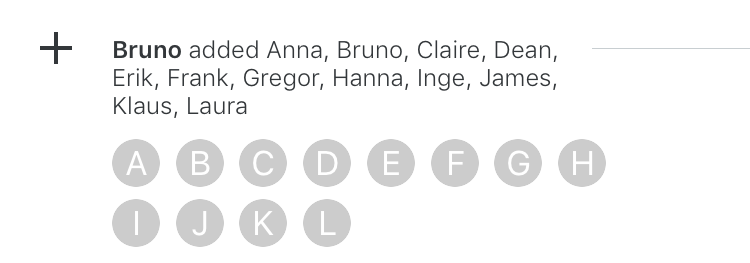 Bruno added Anna, Bruno, Claire, Dean,
Erik, Frank, Gregor, Hanna, Inge, James,
Klaus, Laura
A B C D E F G H
I J K L